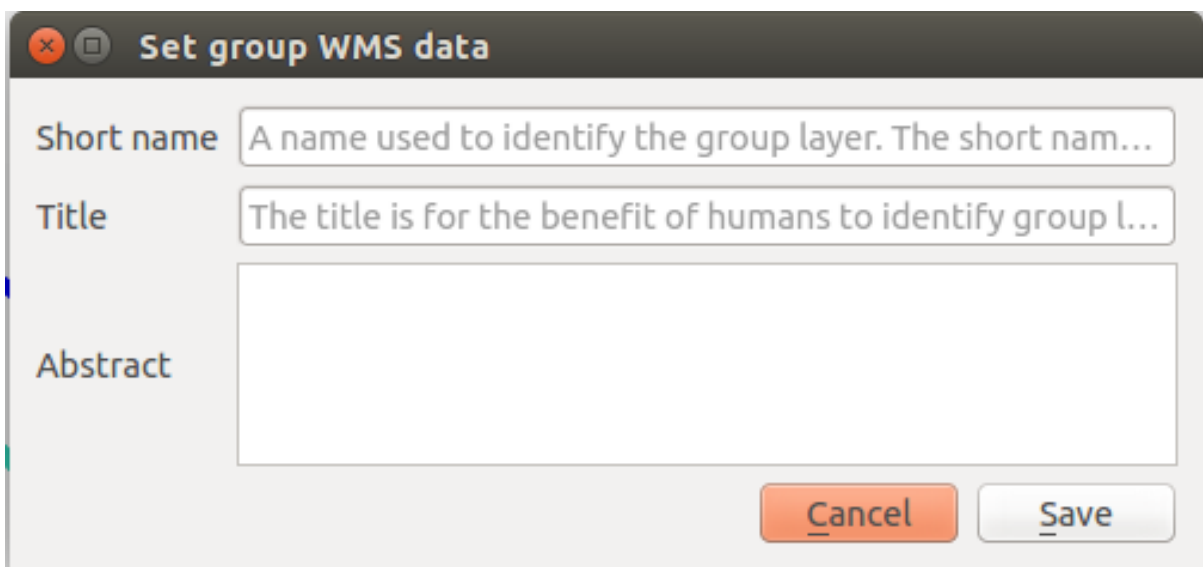 Set group WMS data
Short name A name used to identify the group layer. The short nam...
Title The title is for the benefit of humans to identify group l...
Abstract
Cancel Save